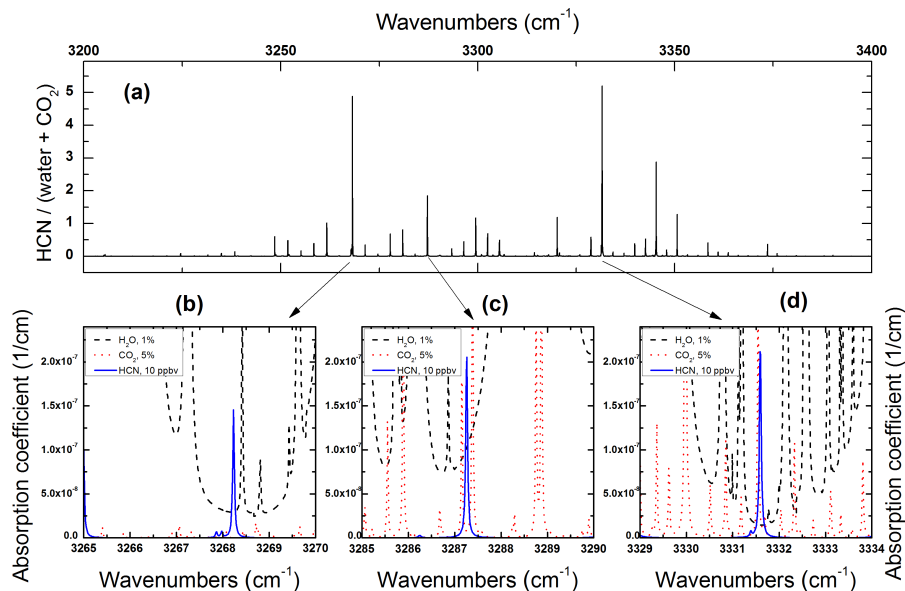 Wavenumbers (cm⁻¹)
3200 3250 3300 3350 3400
(a)
HCN / (water + CO₂)
5
4
3
2
1
0
(b) (c) (d)
Absorption coefficient (1/cm)
2.0x10⁻⁷
1.5x10⁻⁷
1.0x10⁻⁷
5.0x10⁻⁸
0.0
H₂O, 1%
CO₂, 5%
HCN, 10 ppbv
3265 3266 3267 3268 3269 3270
Wavenumbers (cm⁻¹)
2.0x10⁻⁷
1.5x10⁻⁷
1.0x10⁻⁷
5.0x10⁻⁸
0.0
H₂O, 1%
CO₂, 5%
HCN, 10 ppbv
3285 3286 3287 3288 3289 3290
Wavenumbers (cm⁻¹)
2.0x10⁻⁷
1.5x10⁻⁷
1.0x10⁻⁷
5.0x10⁻⁸
0.0
H₂O, 1%
CO₂, 5%
HCN, 10 ppbv
3329 3330 3331 3332 3333 3334
Wavenumbers (cm⁻¹)
Absorption coefficient (1/cm)